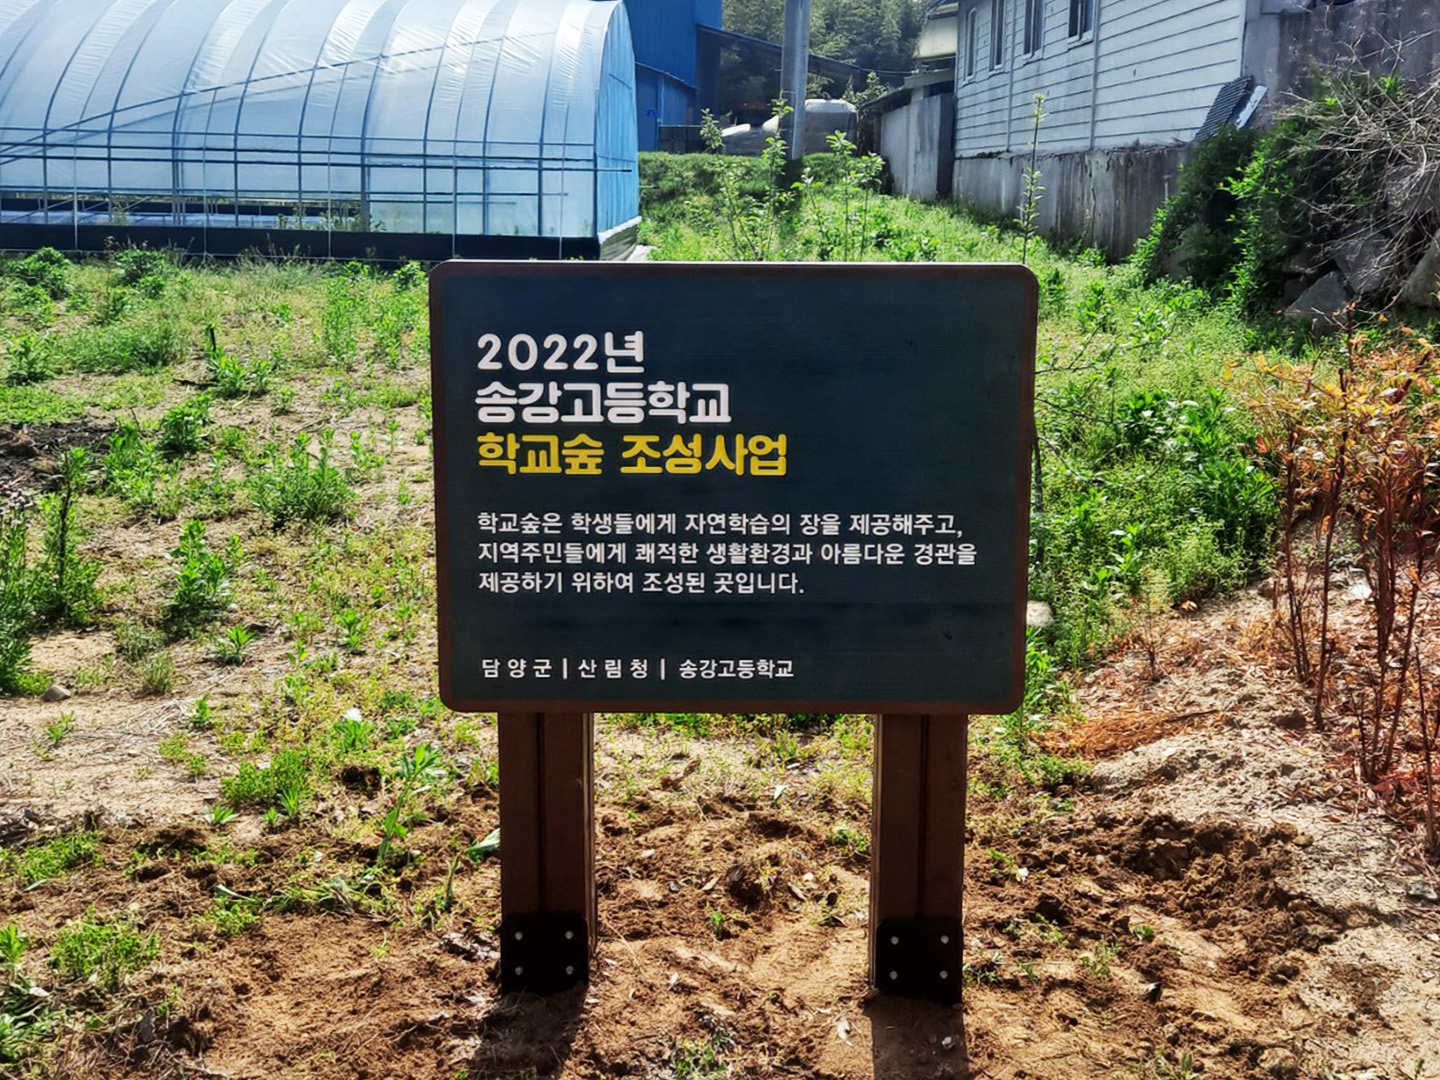 2022년
송강고등학교
학교숲 조성사업
학교숲은 학생들에게 자연학습의 장을 제공해주고,
지역주민들에게 쾌적한 생활환경과 아름다운 경관을
제공하기 위하여 조성된 곳입니다.
담양군 | 산림청 | 송강고등학교